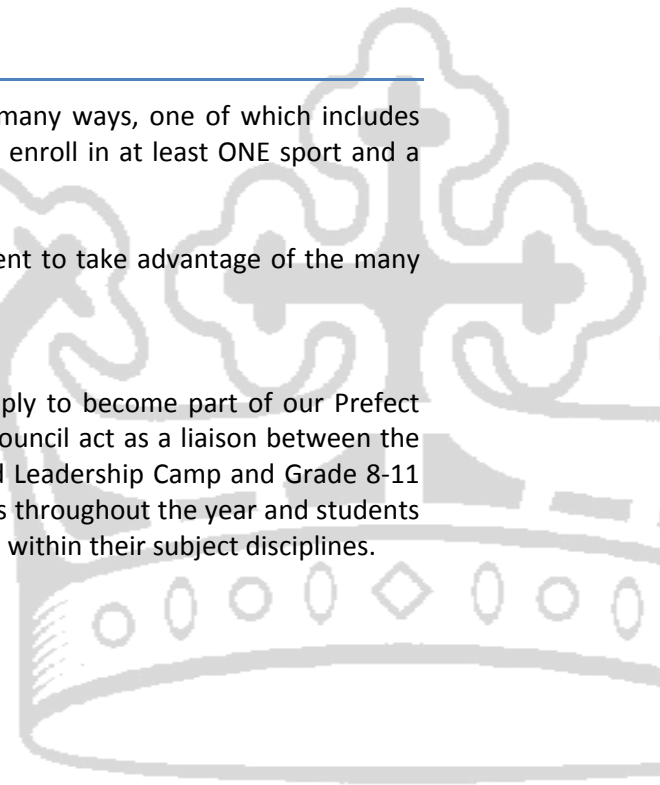 many ways, one of which includes
enroll in at least ONE sport and a
ent to take advantage of the many
ply to become part of our Prefect
ouncil act as a liaison between the
Leadership Camp and Grade 8-11
s throughout the year and students
within their subject disciplines.